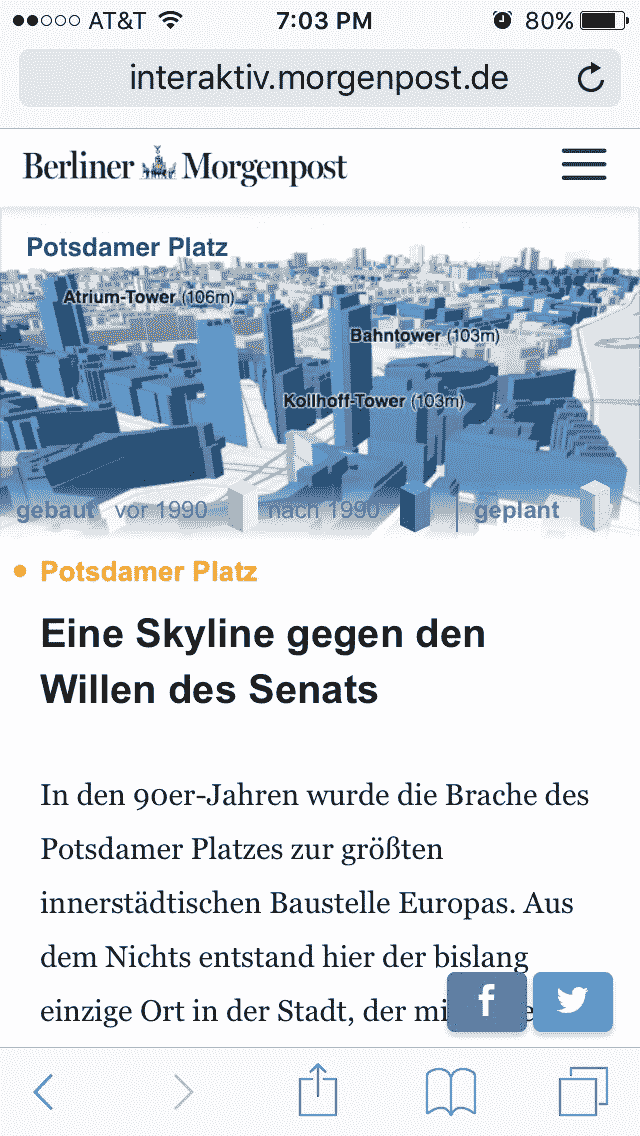 AT&T 7:03 PM 80%
interaktiv.morgenpost.de
Berliner Morgenpost
Potsdamer Platz
Atrium-Tower (106m)
Bahntower (103m)
Kollhoff-Tower (103m)
gebaut vor 1990 nach 1990 geplant
Potsdamer Platz
Eine Skyline gegen den
Willen des Senats
In den 90er-Jahren wurde die Brache des
Potsdamer Platzes zur größten
innerstädtischen Baustelle Europas. Aus
dem Nichts entstand hier der bislang
einzige Ort in der Stadt, der